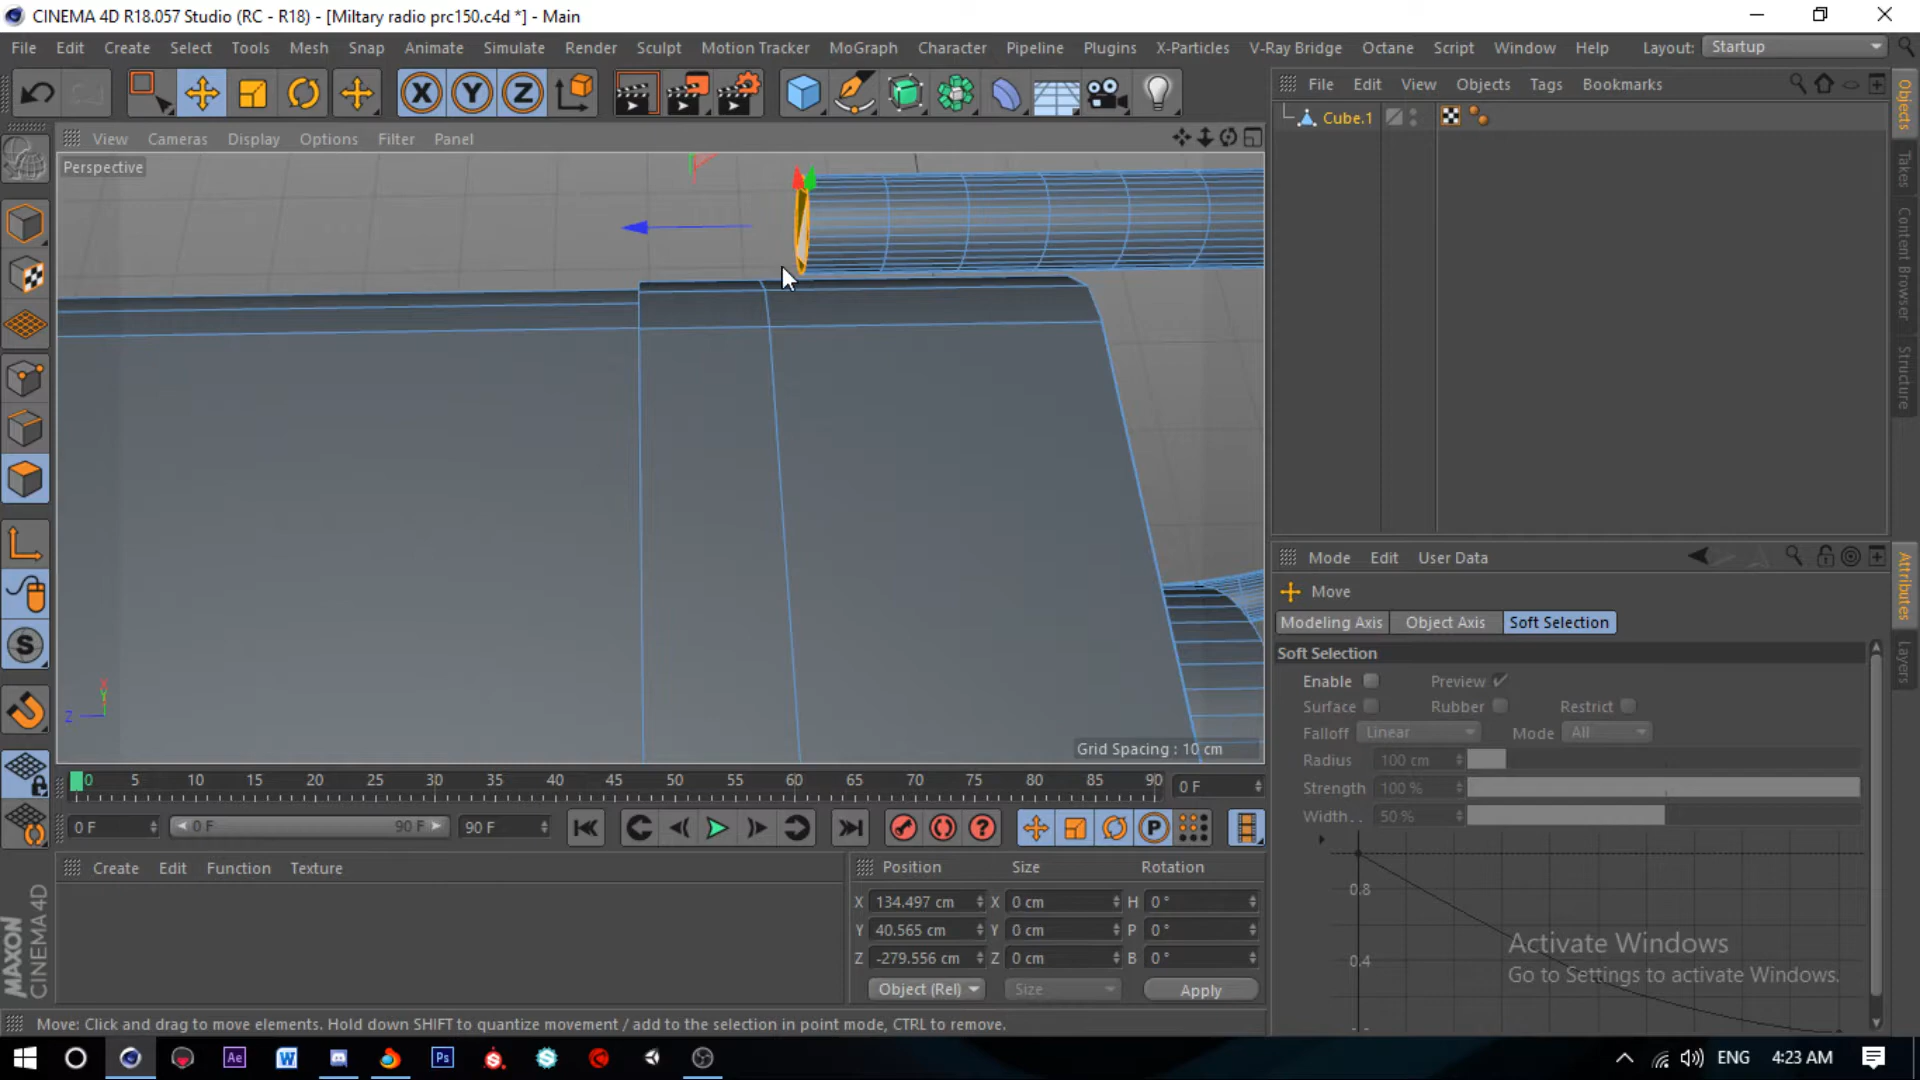 CINEMA 4D R18.057 Studio (RC - R18) - [Miltary radio prc150.c4d *] - Main
File Edit Create Select Tools Mesh Snap Animate Simulate Render Sculpt Motion Tracker MoGraph Character Pipeline Plugins X-Particles V-Ray Bridge Octane Script Window Help Layout: Startup
X Y Z
File Edit View Objects Tags Bookmarks
Cube.1
View Cameras Display Options Filter Panel
Perspective
Objects
Takes
Content Browser
Structure
Mode Edit User Data
Move
Modeling Axis Object Axis Soft Selection
Soft Selection
Enable Preview
Surface Rubber Restrict
Falloff Linear Mode All
Radius 100 cm
Strength 100 %
Width . . 50 %
0.8
0.4
Attributes
Layers
S
X
Y
Z
Grid Spacing : 10 cm
0 5 10 15 20 25 30 35 40 45 50 55 60 65 70 75 80 85 90 0 F
0 F 0 F 90 F 90 F P
Create Edit Function Texture
Position Size Rotation
X 134.497 cm X 0 cm H 0 °
Y 40.565 cm Y 0 cm P 0 °
Z -279.556 cm Z 0 cm B 0 °
Object (Rel) Size Apply
MAXON
CINEMA 4D
Activate Windows
Go to Settings to activate Windows.
Move: Click and drag to move elements. Hold down SHIFT to quantize movement / add to the selection in point mode, CTRL to remove.
Ae W Ps ENG 4:23 AM